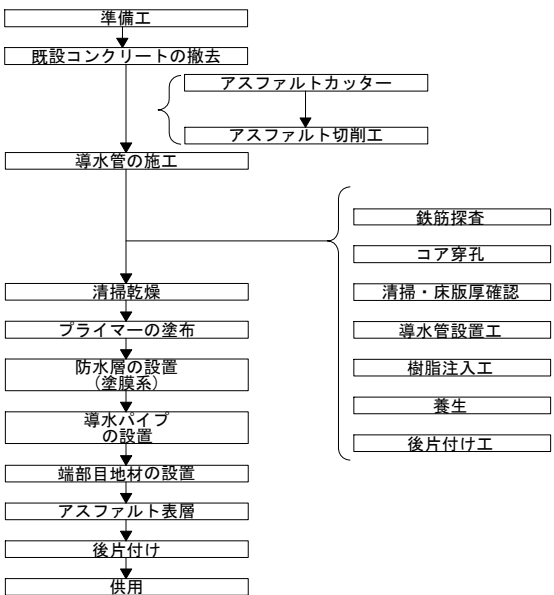 準備工
既設コンクリートの撤去
アスファルトカッター
アスファルト切削工
導水管の施工
鉄筋探査
コア穿孔
清掃・床版厚確認
導水管設置工
樹脂注入工
養生
後片付け工
清掃乾燥
プライマーの塗布
防水層の設置
(塗膜系)
導水パイプ
の設置
端部目地材の設置
アスファルト表層
後片付け
供用